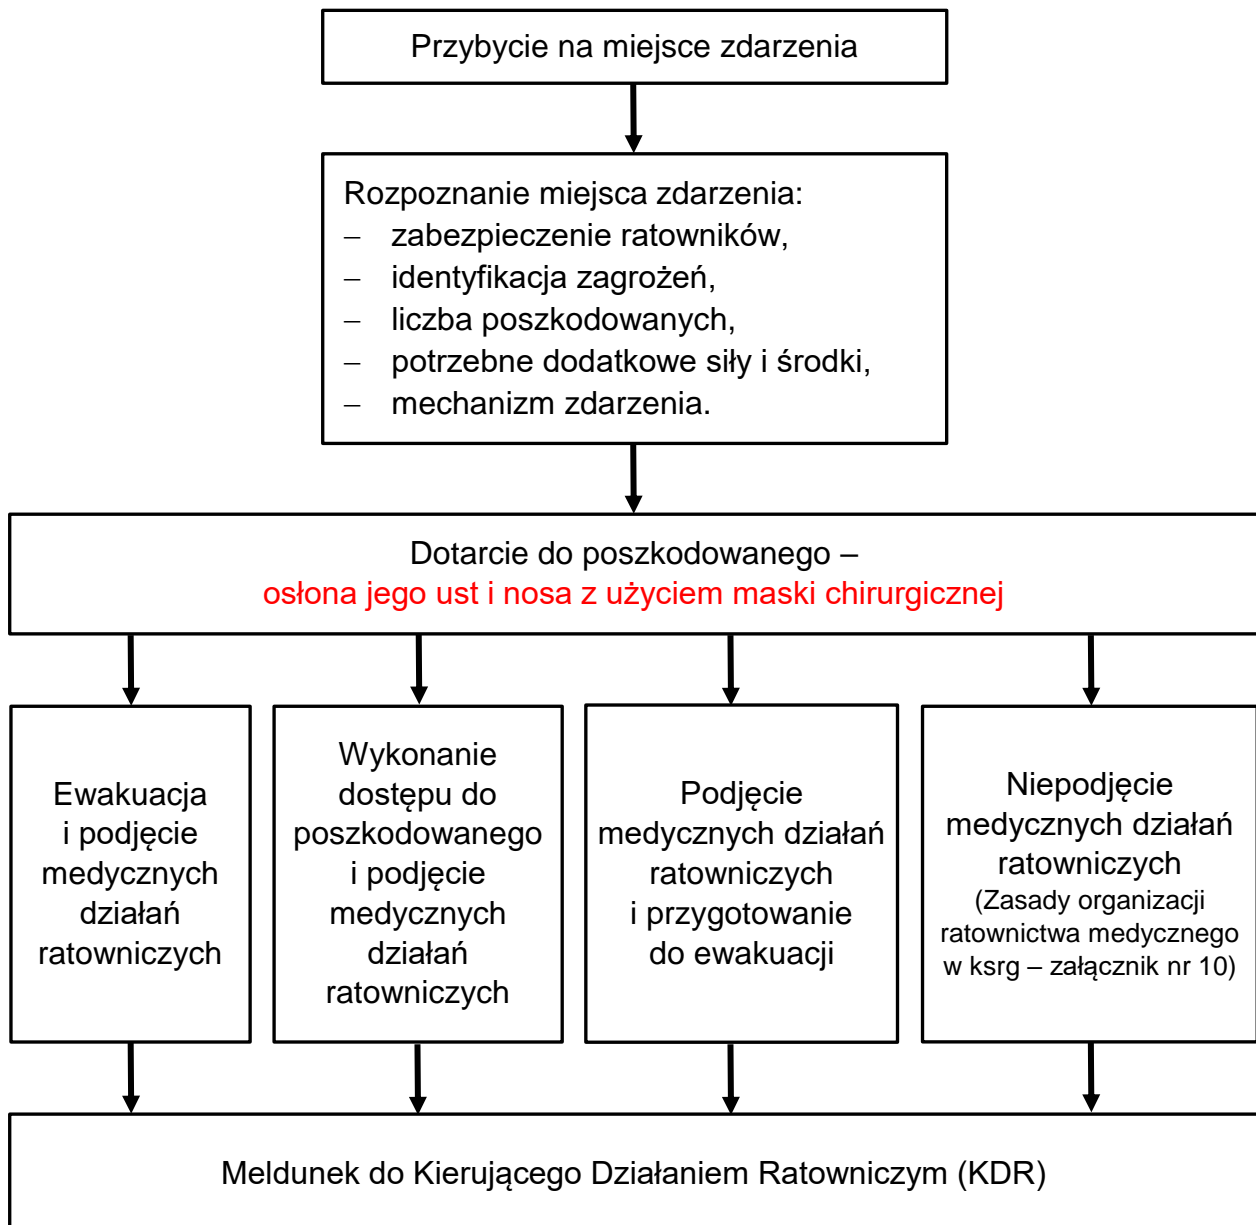 Przybycie na miejsce zdarzenia
Rozpoznanie miejsca zdarzenia:
– zabezpieczenie ratowników,
– identyfikacja zagrożeń,
– liczba poszkodowanych,
– potrzebne dodatkowe siły i środki,
– mechanizm zdarzenia.
Dotarcie do poszkodowanego –
osłona jego ust i nosa z użyciem maski chirurgicznej
Ewakuacja
i podjęcie
medycznych
działań
ratowniczych
Wykonanie
dostępu do
poszkodowanego
i podjęcie
medycznych
działań
ratowniczych
Podjęcie
medycznych działań
ratowniczych
i przygotowanie
do ewakuacji
Niepodjęcie
medycznych działań
ratowniczych
(Zasady organizacji
ratownictwa medycznego
w ksrg – załącznik nr 10)
Meldunek do Kierującego Działaniem Ratowniczym (KDR)